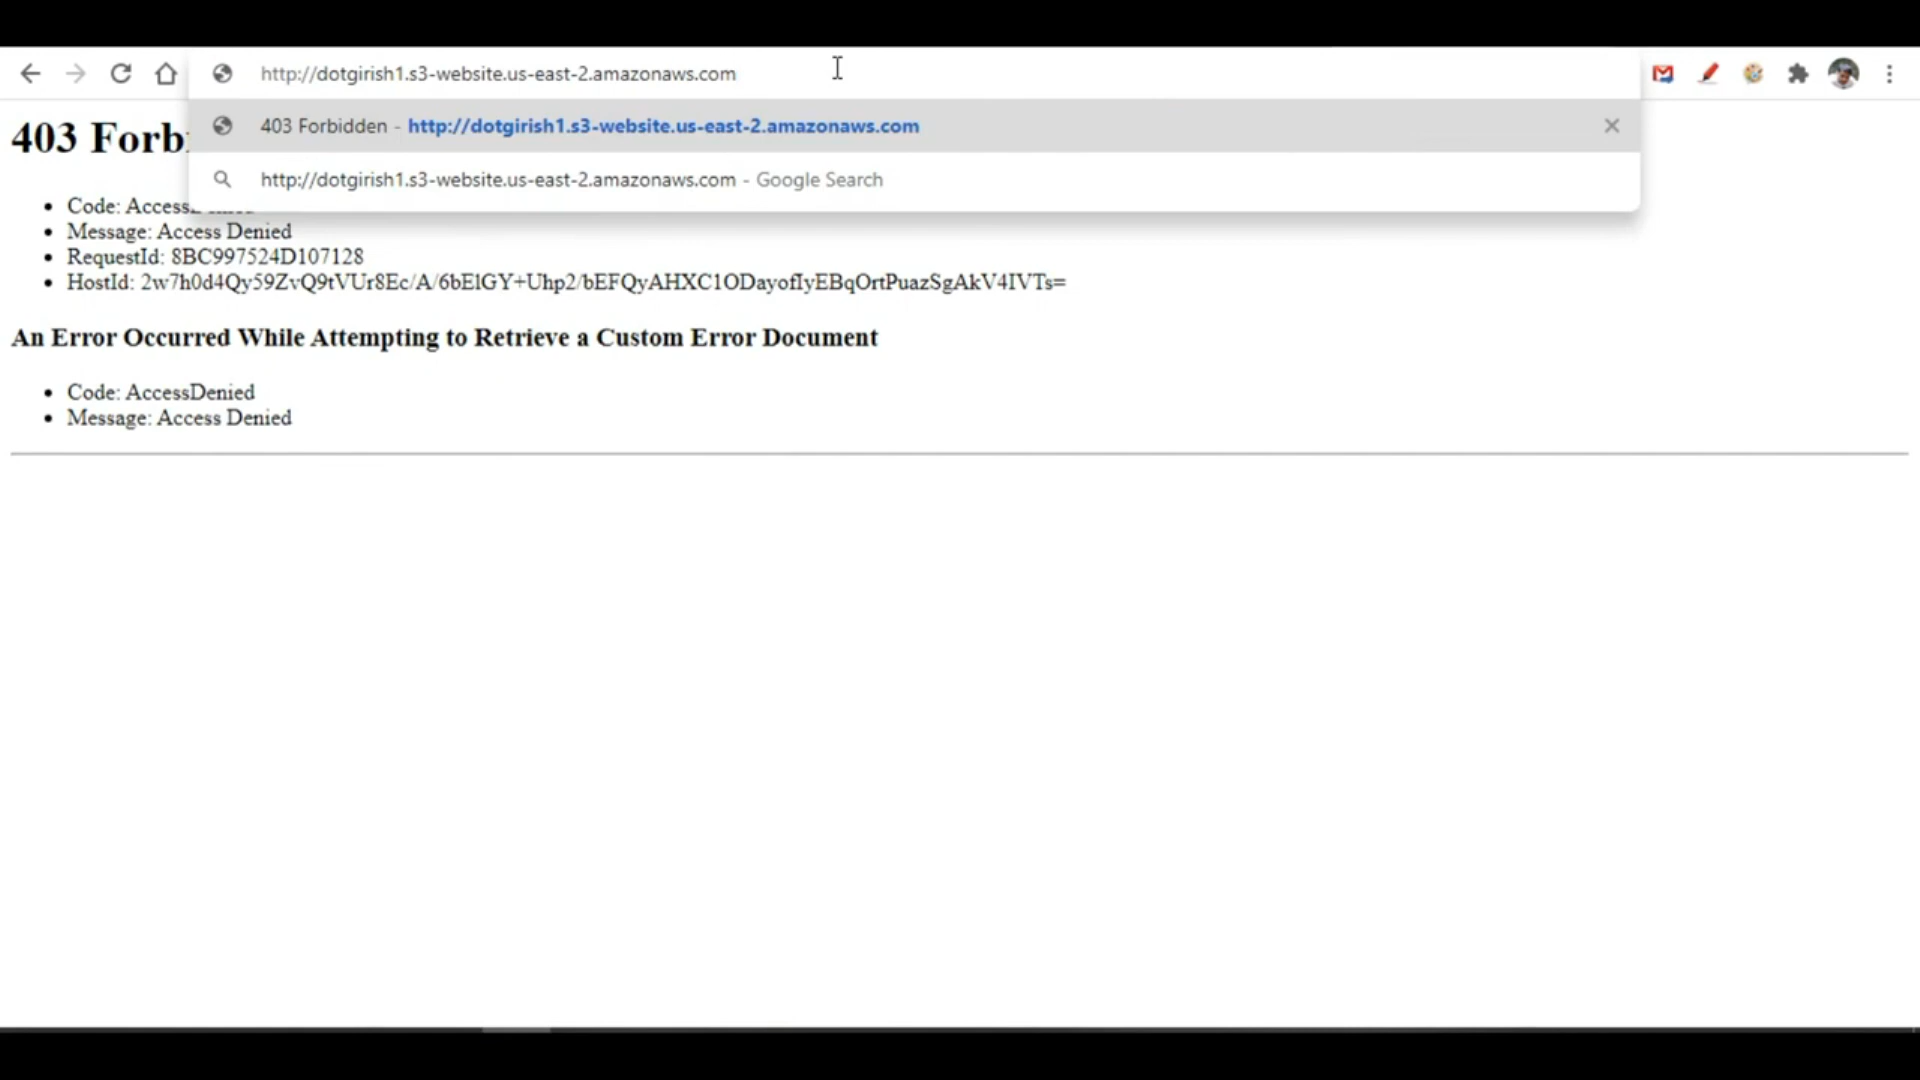 http://dotgirish1.s3-website.us-east-2.amazonaws.com
403 Forbidden - http://dotgirish1.s3-website.us-east-2.amazonaws.com
http://dotgirish1.s3-website.us-east-2.amazonaws.com - Google Search
403 Forb
Code: Access
Message: Access Denied
RequestId: 8BC997524D107128
HostId: 2w7h0d4Qy59ZvQ9tVUr8Ec/A/6bElGY+Uhp2/bEFQyAHXC1ODayofIyEBqOrtPuazSgAkV4IVTs=
An Error Occurred While Attempting to Retrieve a Custom Error Document
Code: AccessDenied
Message: Access Denied